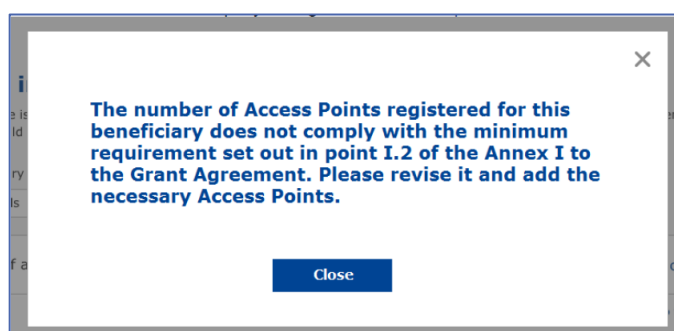 The number of Access Points registered for this
beneficiary does not comply with the minimum
requirement set out in point I.2 of the Annex I to
the Grant Agreement. Please revise it and add the
necessary Access Points.
Close